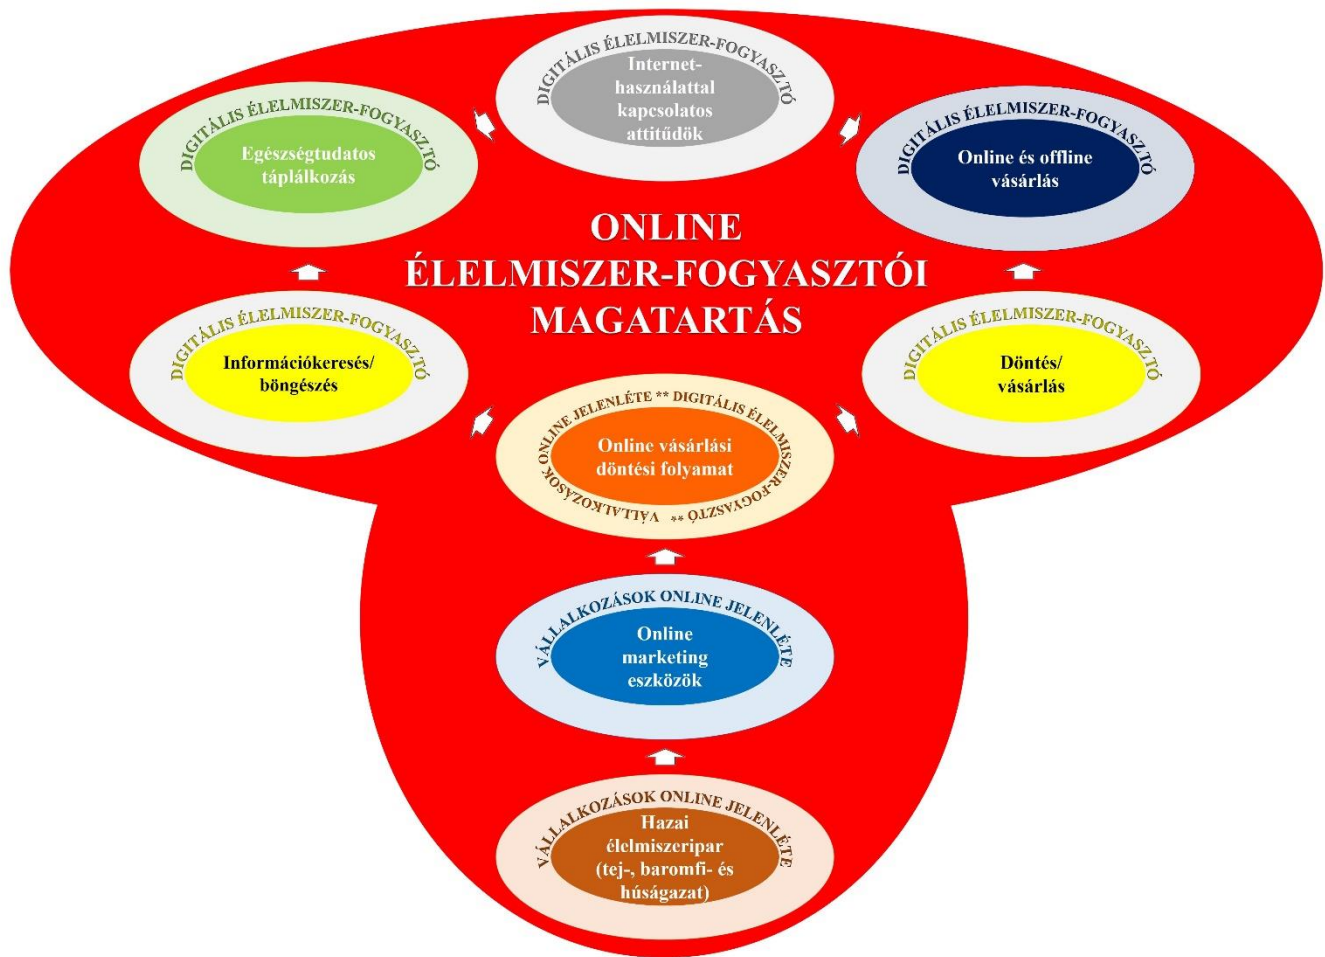 DIGITÁLIS ÉLELMISZER-FOGYASZTÓ
Internet-
használattal
kapcsolatos
attitűdök
DIGITÁLIS ÉLELMISZER-FOGYASZTÓ
Egészségtudatos
táplálkozás
DIGITÁLIS ÉLELMISZER-FOGYASZTÓ
Online és offline
vásárlás
ONLINE
ÉLELMISZER-FOGYASZTÓI
MAGATARTÁS
DIGITÁLIS ÉLELMISZER-FOGYASZTÓ
Információkeresés/
böngészés
DIGITÁLIS ÉLELMISZER-FOGYASZTÓ
Döntés/
vásárlás
VÁLLALKOZÁSOK ONLINE JELENLÉTE ** DIGITÁLIS ÉLELMISZER-FOGYASZTÓ **
Online vásárlási
döntési folyamat
VÁLLALKOZÁSOK ONLINE JELENLÉTE
Online
marketing
eszközök
VÁLLALKOZÁSOK ONLINE JELENLÉTE
Hazai
élelmiszeripar
(tej-, baromfi- és
húságazat)